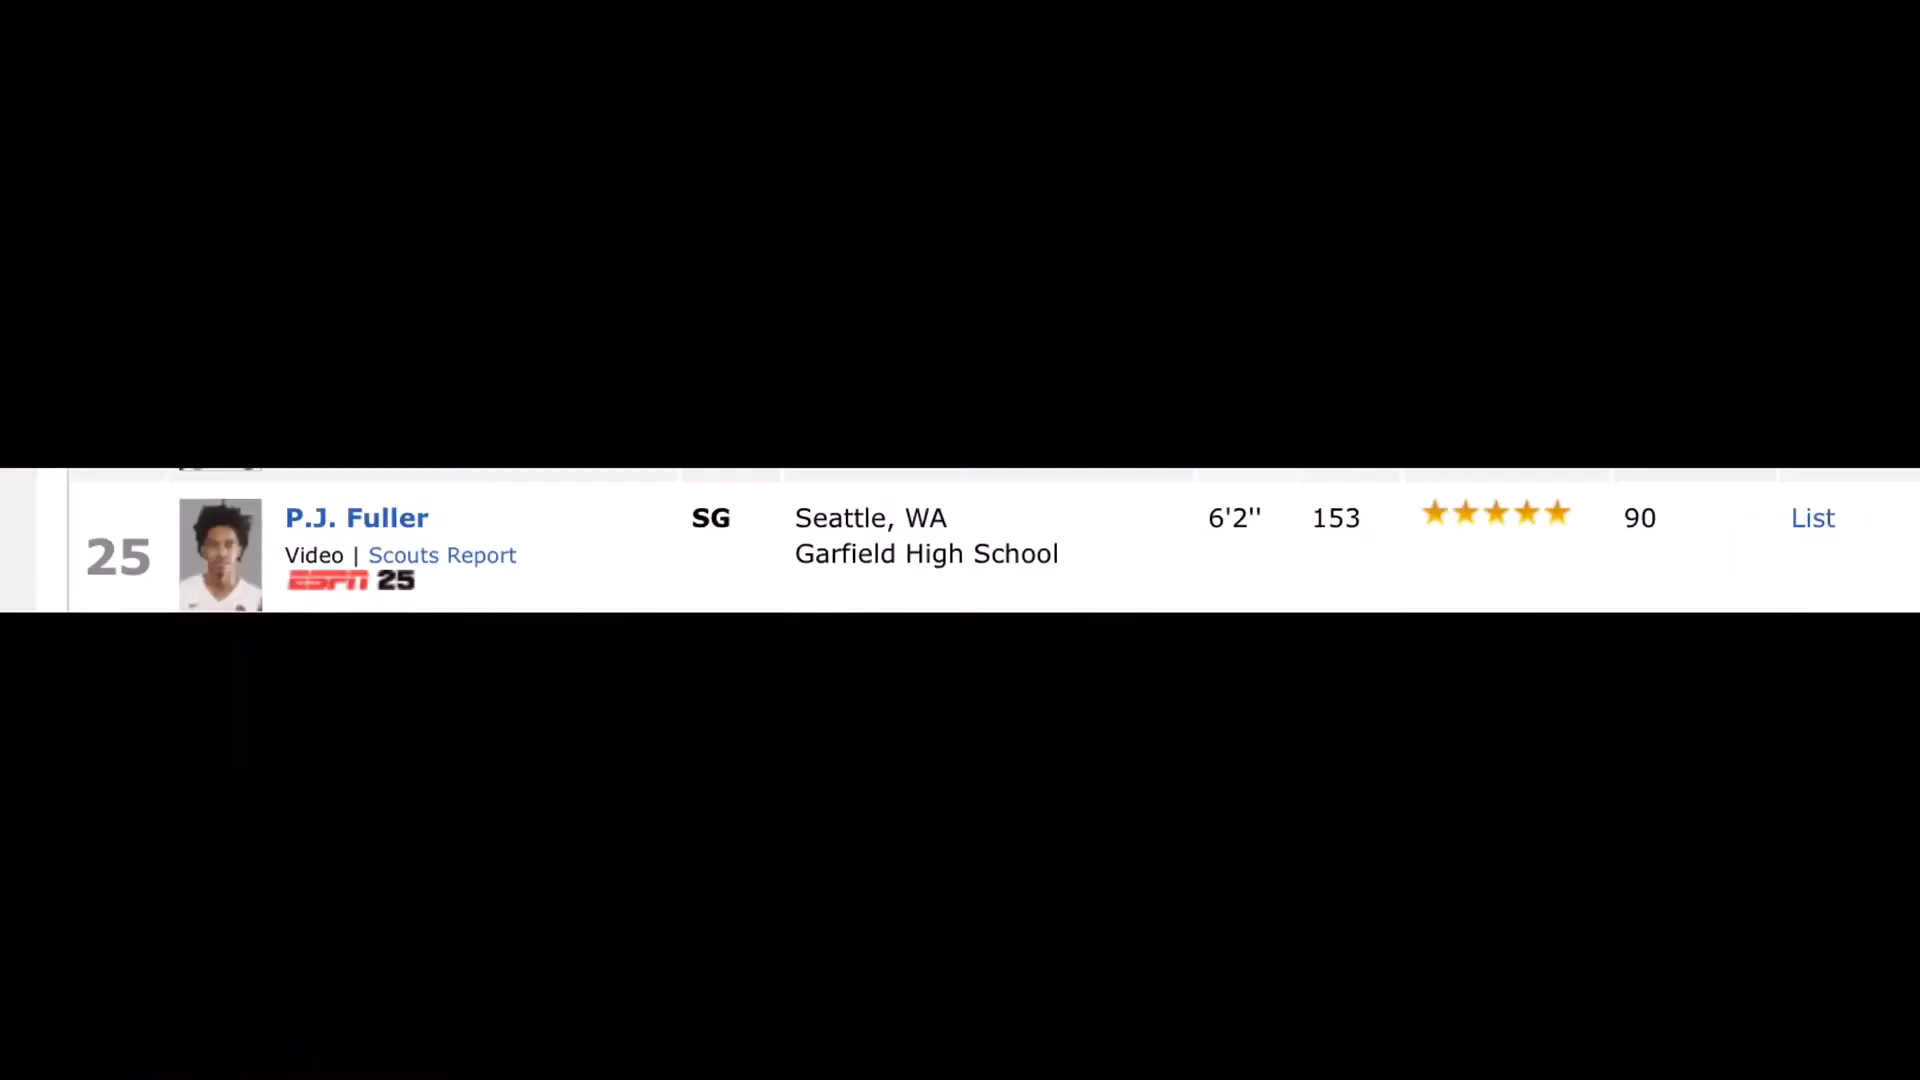 25
P.J. Fuller
Video | Scouts Report
ESPN 25
SG
Seattle, WA
Garfield High School
6'2''
153
90
List